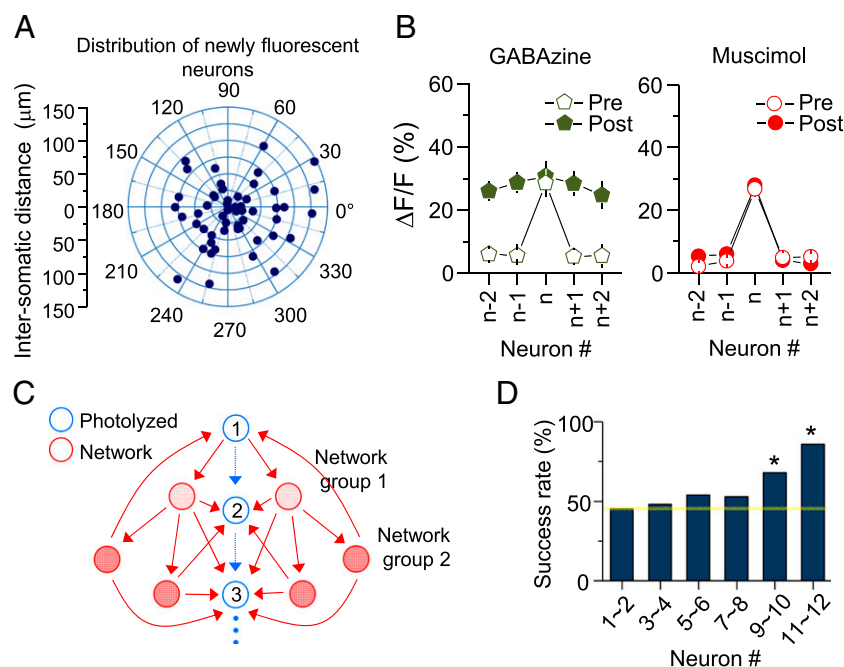 A
Distribution of newly fluorescent
neurons
Inter-somatic distance (μm)
150
100
50
0
50
100
150
90
120
60
150
30
180
0°
210
330
240
300
270
B
GABAzine
Muscimol
ΔF/F (%)
60
40
20
0
Pre
Post
n-2
n-1
n
n+1
n+2
Neuron #
60
40
20
0
Pre
Post
n-2
n-1
n
n+1
n+2
Neuron #
C
Photolyzed
Network
1
Network
group 1
2
Network
group 2
3
D
Success rate (%)
100
50
0
*
*
1~2
3~4
5~6
7~8
9~10
11~12
Neuron #